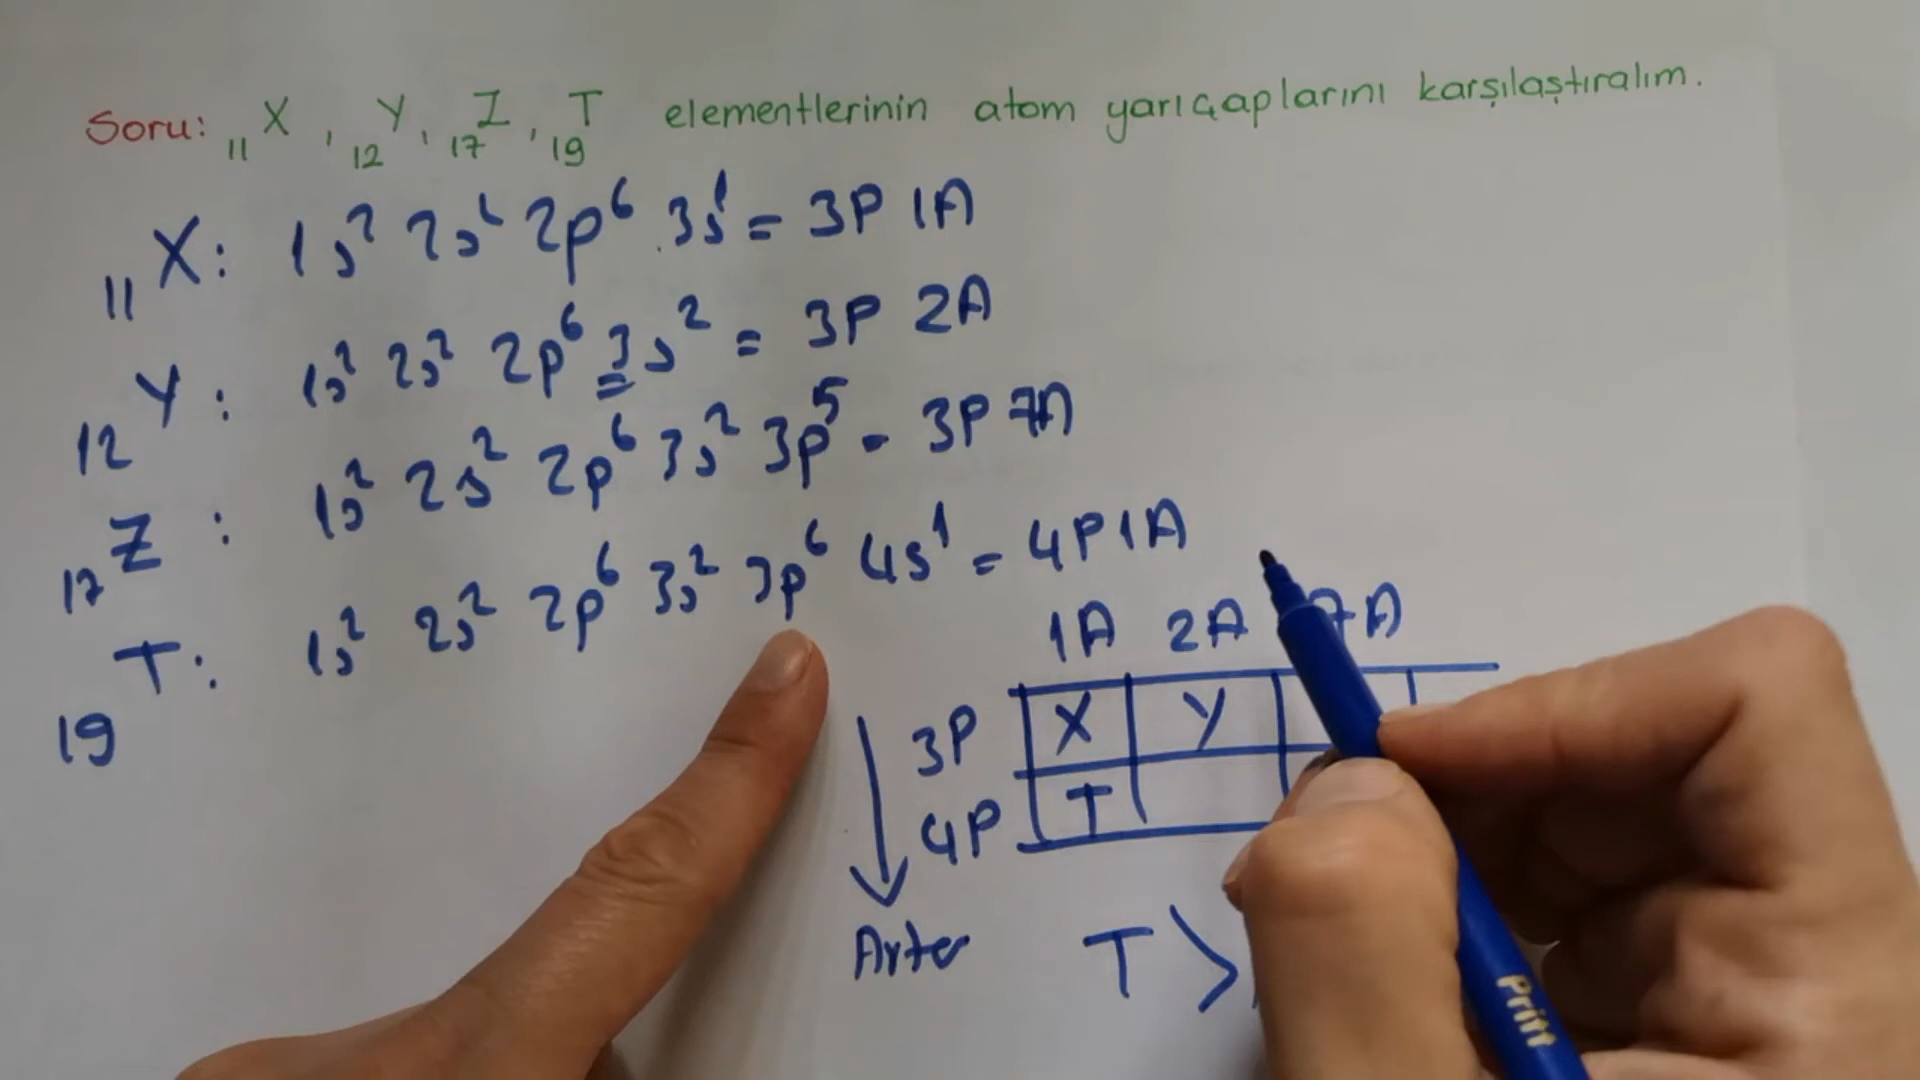 Soru: ₁₁X, ₁₂Y, ₁₇Z, ₁₉T elementlerinin atom yarıçaplarını karşılaştıralım.
₁₁X: 1s² 2s² 2p⁶ 3s¹ = 3P 1A
₁₂Y: 1s² 2s² 2p⁶ 3s² = 3P 2A
₁₇Z: 1s² 2s² 2p⁶ 3s² 3p⁵ - 3P 7A
₁₉T: 1s² 2s² 2p⁶ 3s² 3p⁶ 4s¹ = 4P 1A
1A 2A 7A
3P X Y
4P T
Artar
T >
Pritt